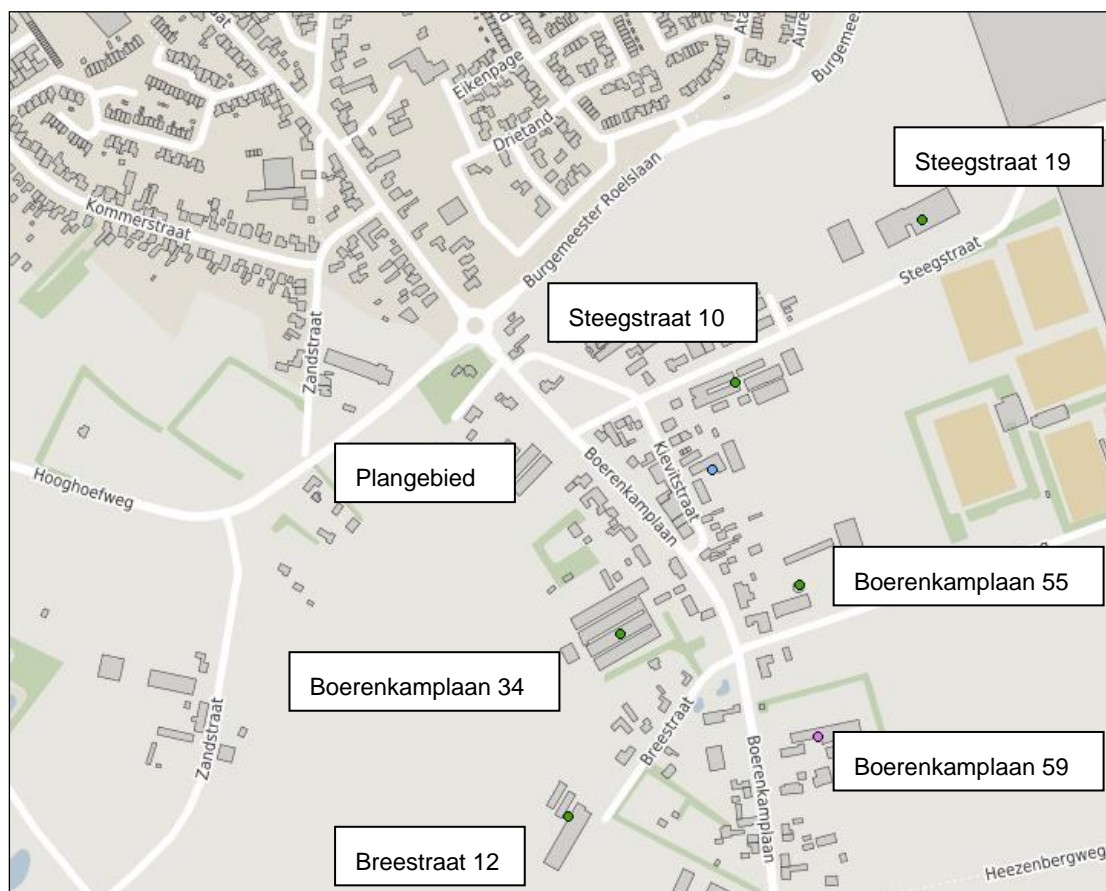 Eikenpage
Drietand
Burgemee
Steegstraat 19
Kommerstraat
Burgemeester Roelslaan
Steegstraat
Steegstraat 10
Zandstraat
Kievitstraat
Plangebied
Boerenkamplaan
Hooghoefweg
Boerenkamplaan 55
Boerenkamplaan 34
Zandstraat
Breestraat
Boerenkamplaan
Boerenkamplaan 59
Breestraat 12
Heezenbergweg